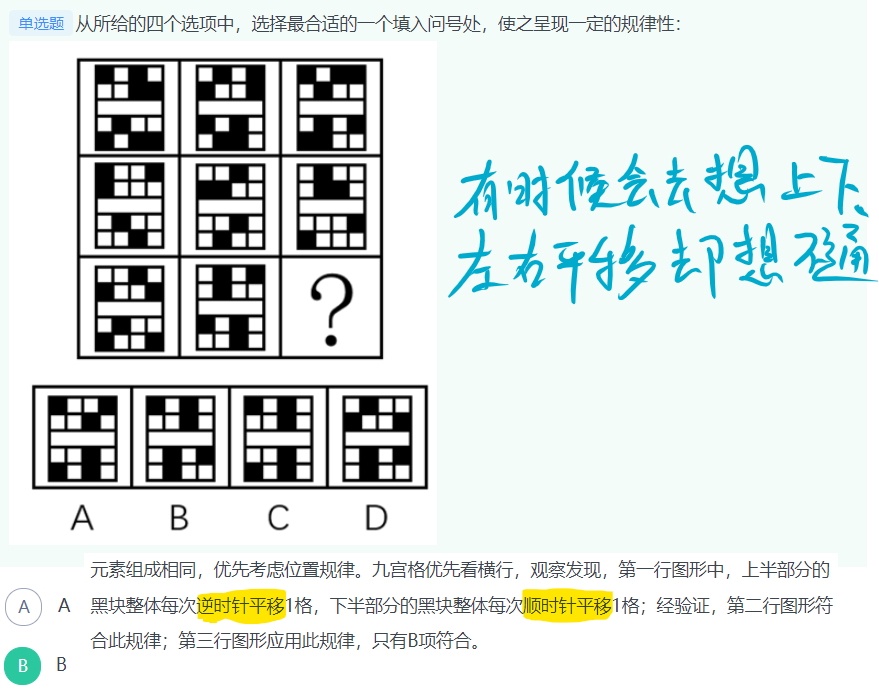 单选题 从所给的四个选项中，选择最合适的一个填入问号处，使之呈现一定的规律性：
?
A B C D
有时候会去想上下、
左右平移却想不通
元素组成相同，优先考虑位置规律。九宫格优先看横行，观察发现，第一行图形中，上半部分的
黑块整体每次逆时针平移1格，下半部分的黑块整体每次顺时针平移1格；经验证，第二行图形符
合此规律；第三行图形应用此规律，只有B项符合。
A A
B B